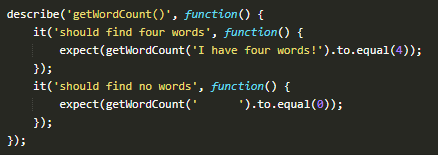 describe('getWordCount()', function() {
    it('should find four words', function() {
        expect(getWordCount('I have four words!').to.equal(4));
    });
    it('should find no words', function() {
        expect(getWordCount('      ').to.equal(0));
    });
});